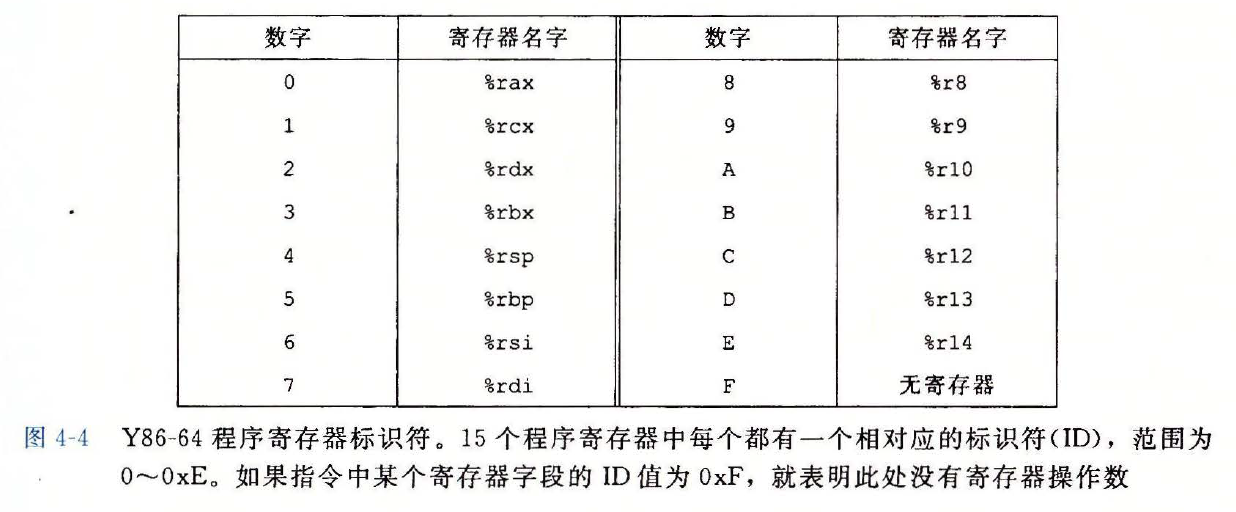 数字 寄存器名字 数字 寄存器名字
0 %rax 8 %r8
1 %rcx 9 %r9
2 %rdx A %r10
3 %rbx B %r11
4 %rsp C %r12
5 %rbp D %r13
6 %rsi E %r14
7 %rdi F 无寄存器
图 4-4 Y86-64 程序寄存器标识符。15 个程序寄存器中每个都有一个相对应的标识符(ID)，范围为
0～0xE。如果指令中某个寄存器字段的 ID 值为 0xF，就表明此处没有寄存器操作数